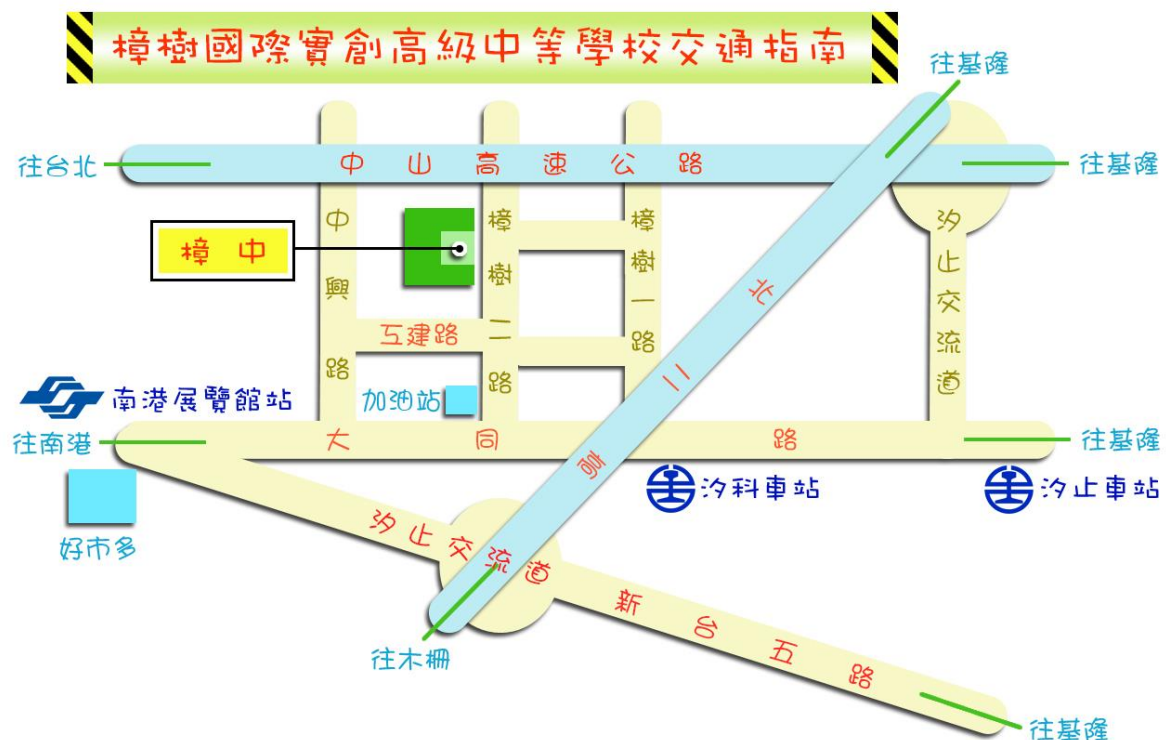 樟樹國際實創高級中等學校交通指南
往基隆
往台北
中山高速公路
往基隆
樟中
中興路
樟樹二路
樟樹一路
汐止交流道
北二高
互建路
南港展覽館站
加油站
往南港
大同路
往基隆
汐科車站
汐止車站
好市多
汐止交流道
新台五路
往木柵
往基隆